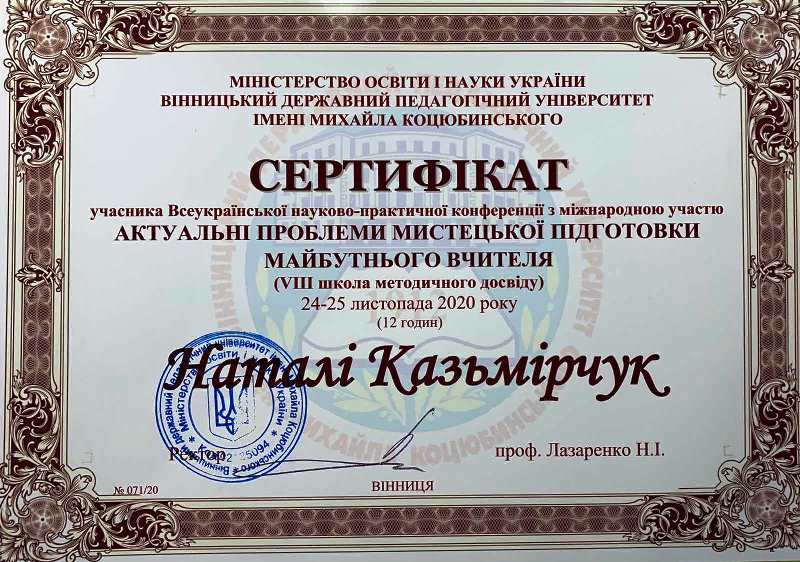 МІНІСТЕРСТВО ОСВІТИ І НАУКИ УКРАЇНИ
ВІННИЦЬКИЙ ДЕРЖАВНИЙ ПЕДАГОГІЧНИЙ УНІВЕРСИТЕТ
ІМЕНІ МИХАЙЛА КОЦЮБИНСЬКОГО
СЕРТИФІКАТ
учасника Всеукраїнської науково-практичної конференції з міжнародною участю
АКТУАЛЬНІ ПРОБЛЕМИ МИСТЕЦЬКОЇ ПІДГОТОВКИ
МАЙБУТНЬОГО ВЧИТЕЛЯ
(VIII школа методичного досвіду)
24-25 листопада 2020 року
(12 годин)
Наталі Казьмірчук
Ректор
проф. Лазаренко Н.І.
№ 071/20
ВІННИЦЯ